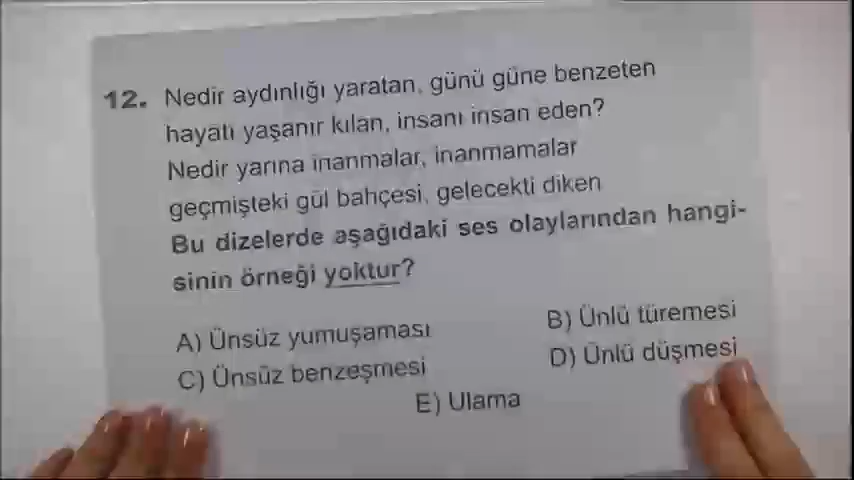 12. Nedir aydınlığı yaratan, günü güne benzeten
hayatı yaşanır kılan, insanı insan eden?
Nedir yarına inanmalar, inanmamalar
geçmişteki gül bahçesi, gelecekti diken
Bu dizelerde aşağıdaki ses olaylarından hangi-
sinin örneği yoktur?
A) Ünsüz yumuşaması
B) Ünlü türemesi
C) Ünsüz benzeşmesi
D) Ünlü düşmesi
E) Ulama